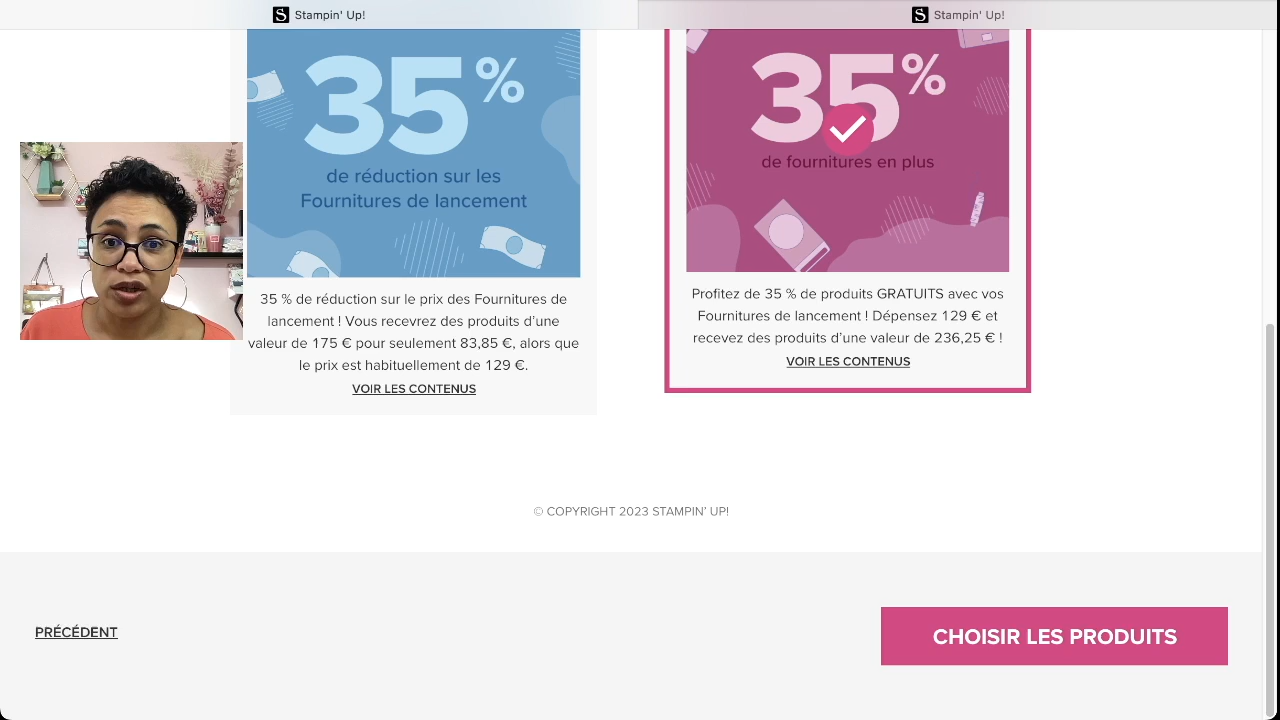 S Stampin' Up!
S Stampin' Up!
35%
de réduction sur les
Fournitures de lancement
35 % de réduction sur le prix des Fournitures de
lancement ! Vous recevrez des produits d'une
valeur de 175 € pour seulement 83,85 €, alors que
le prix est habituellement de 129 €.
VOIR LES CONTENUS
35%
de fournitures en plus
Profitez de 35 % de produits GRATUITS avec vos
Fournitures de lancement ! Dépensez 129 € et
recevez des produits d'une valeur de 236,25 € !
VOIR LES CONTENUS
© COPYRIGHT 2023 STAMPIN' UP!
PRÉCÉDENT
CHOISIR LES PRODUITS